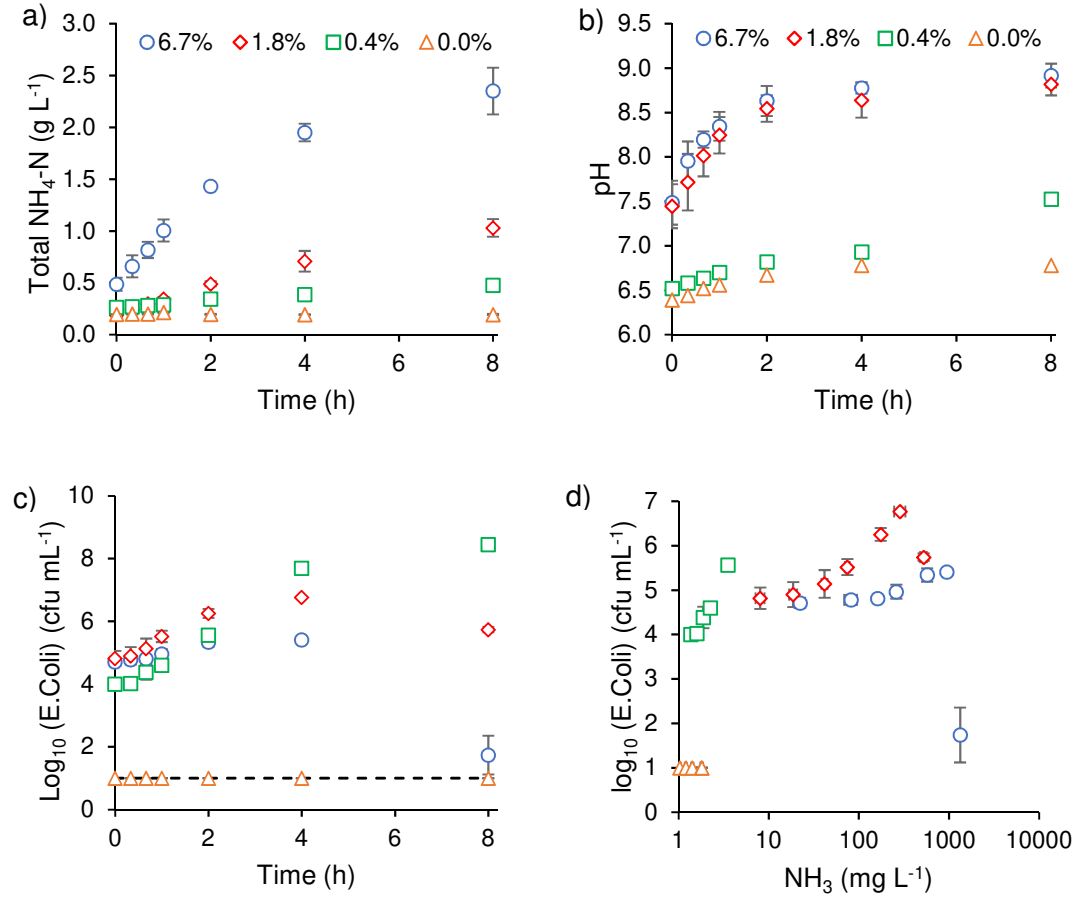 a)
3.0
2.5
2.0
1.5
1.0
0.5
0.0
6.7% 1.8% 0.4% 0.0%
Total NH₄-N (g L⁻¹)
0 2 4 6 8
Time (h)
b)
9.5
9.0
8.5
8.0
7.5
7.0
6.5
6.0
6.7% 1.8% 0.4% 0.0%
pH
0 2 4 6 8
Time (h)
c)
10
8
6
4
2
0
Log₁₀ (E.Coli) (cfu mL⁻¹)
0 2 4 6 8
Time (h)
d)
7
6
5
4
3
2
1
0
log₁₀ (E.Coli) (cfu mL⁻¹)
1 10 100 1000 10000
NH₃ (mg L⁻¹)